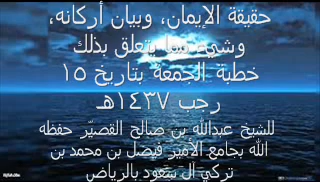 حقيقة الإيمان، وبيان أركانه،
وشيء مما يتعلق بذلك
خطبة الجمعة بتاريخ ١٥
رجب ١٤٣٧هـ
للشيخ عبدالله بن صالح القصيّر حفظه
الله بجامع الأمير فيصل بن محمد بن
تركي آل سعود بالرياض